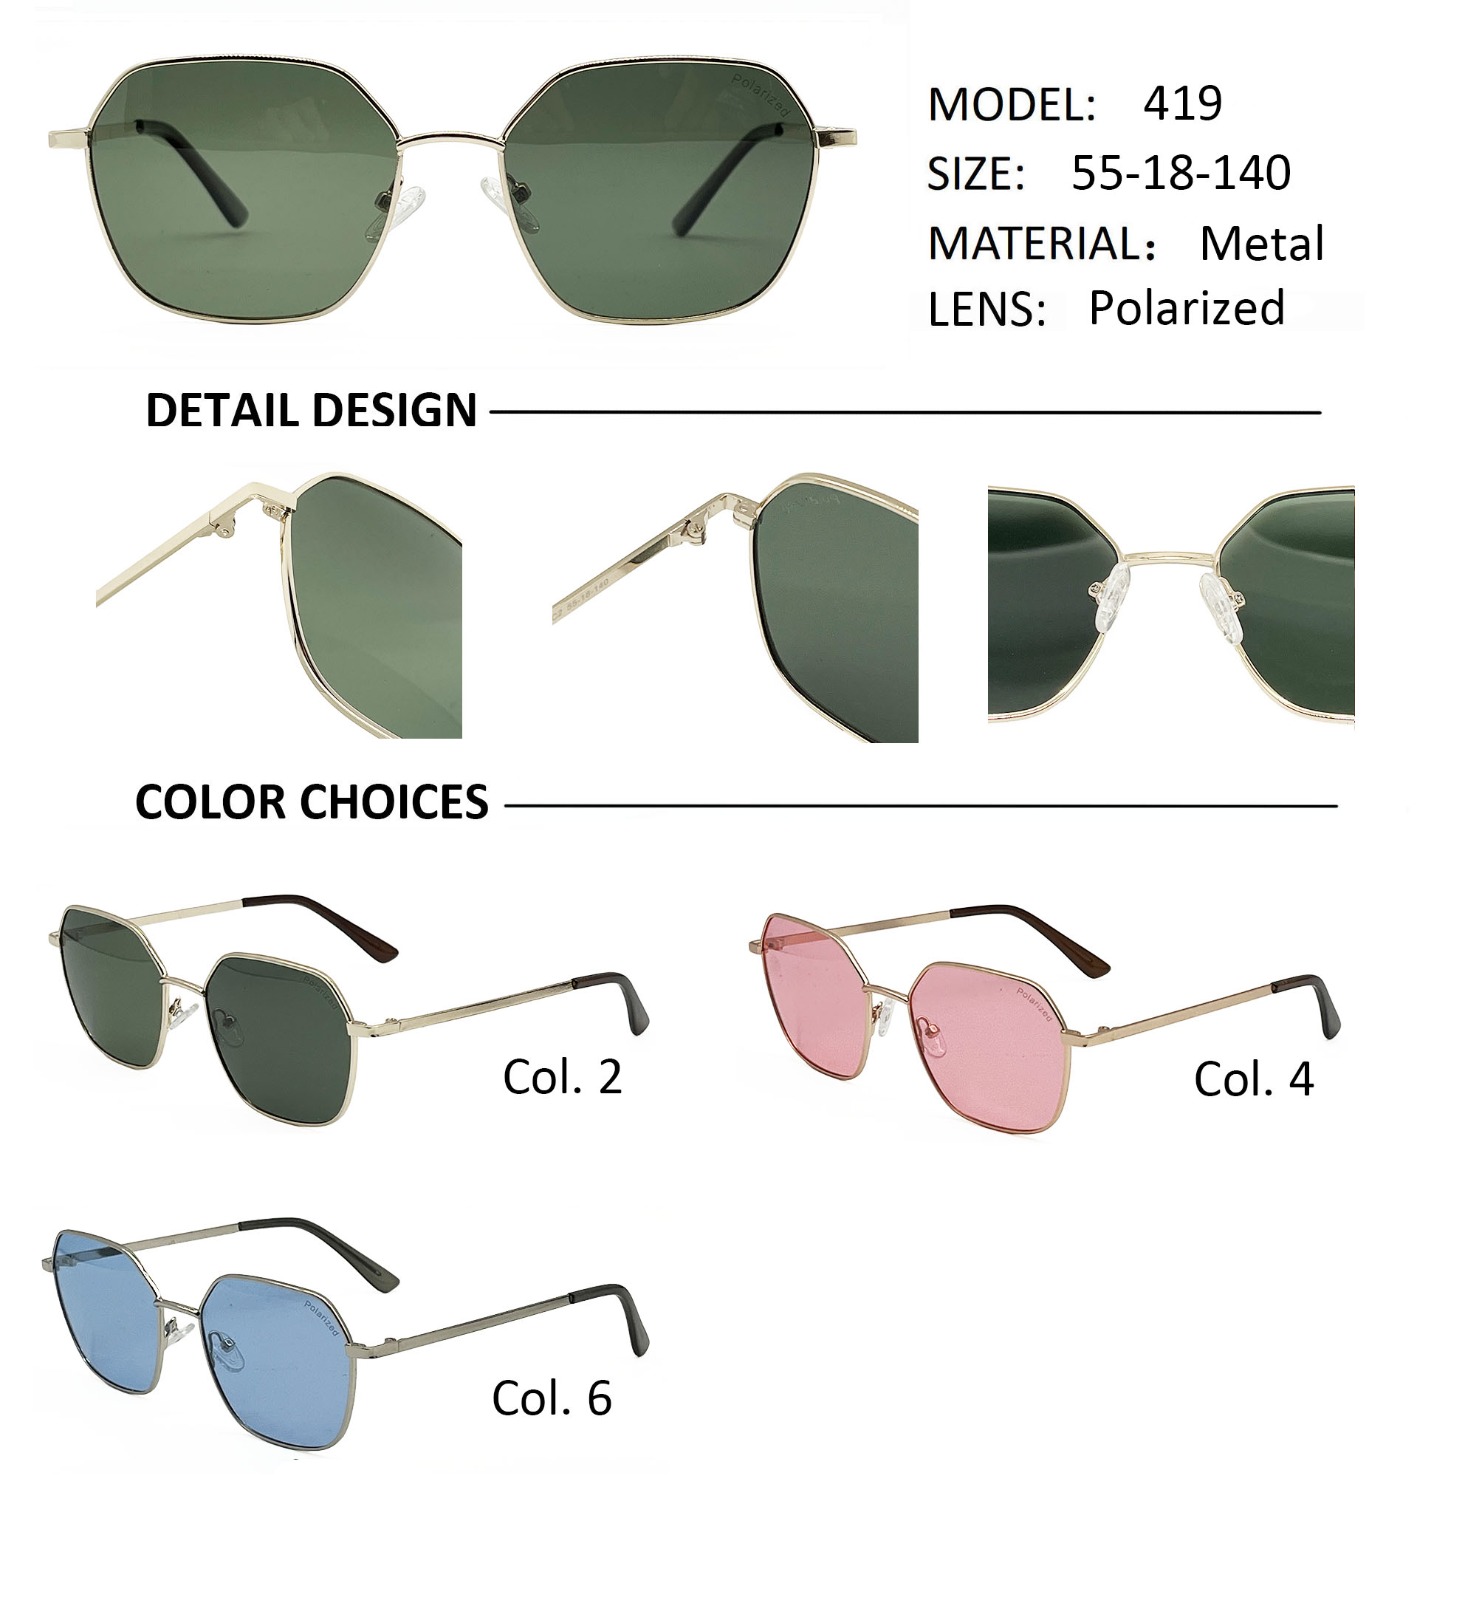 Polarized
MODEL: 419
SIZE: 55-18-140
MATERIAL： Metal
LENS: Polarized
DETAIL DESIGN
C2 55-18-140
COLOR CHOICES
Polarized
Col. 2
Polarized
Col. 4
Polarized
Col. 6